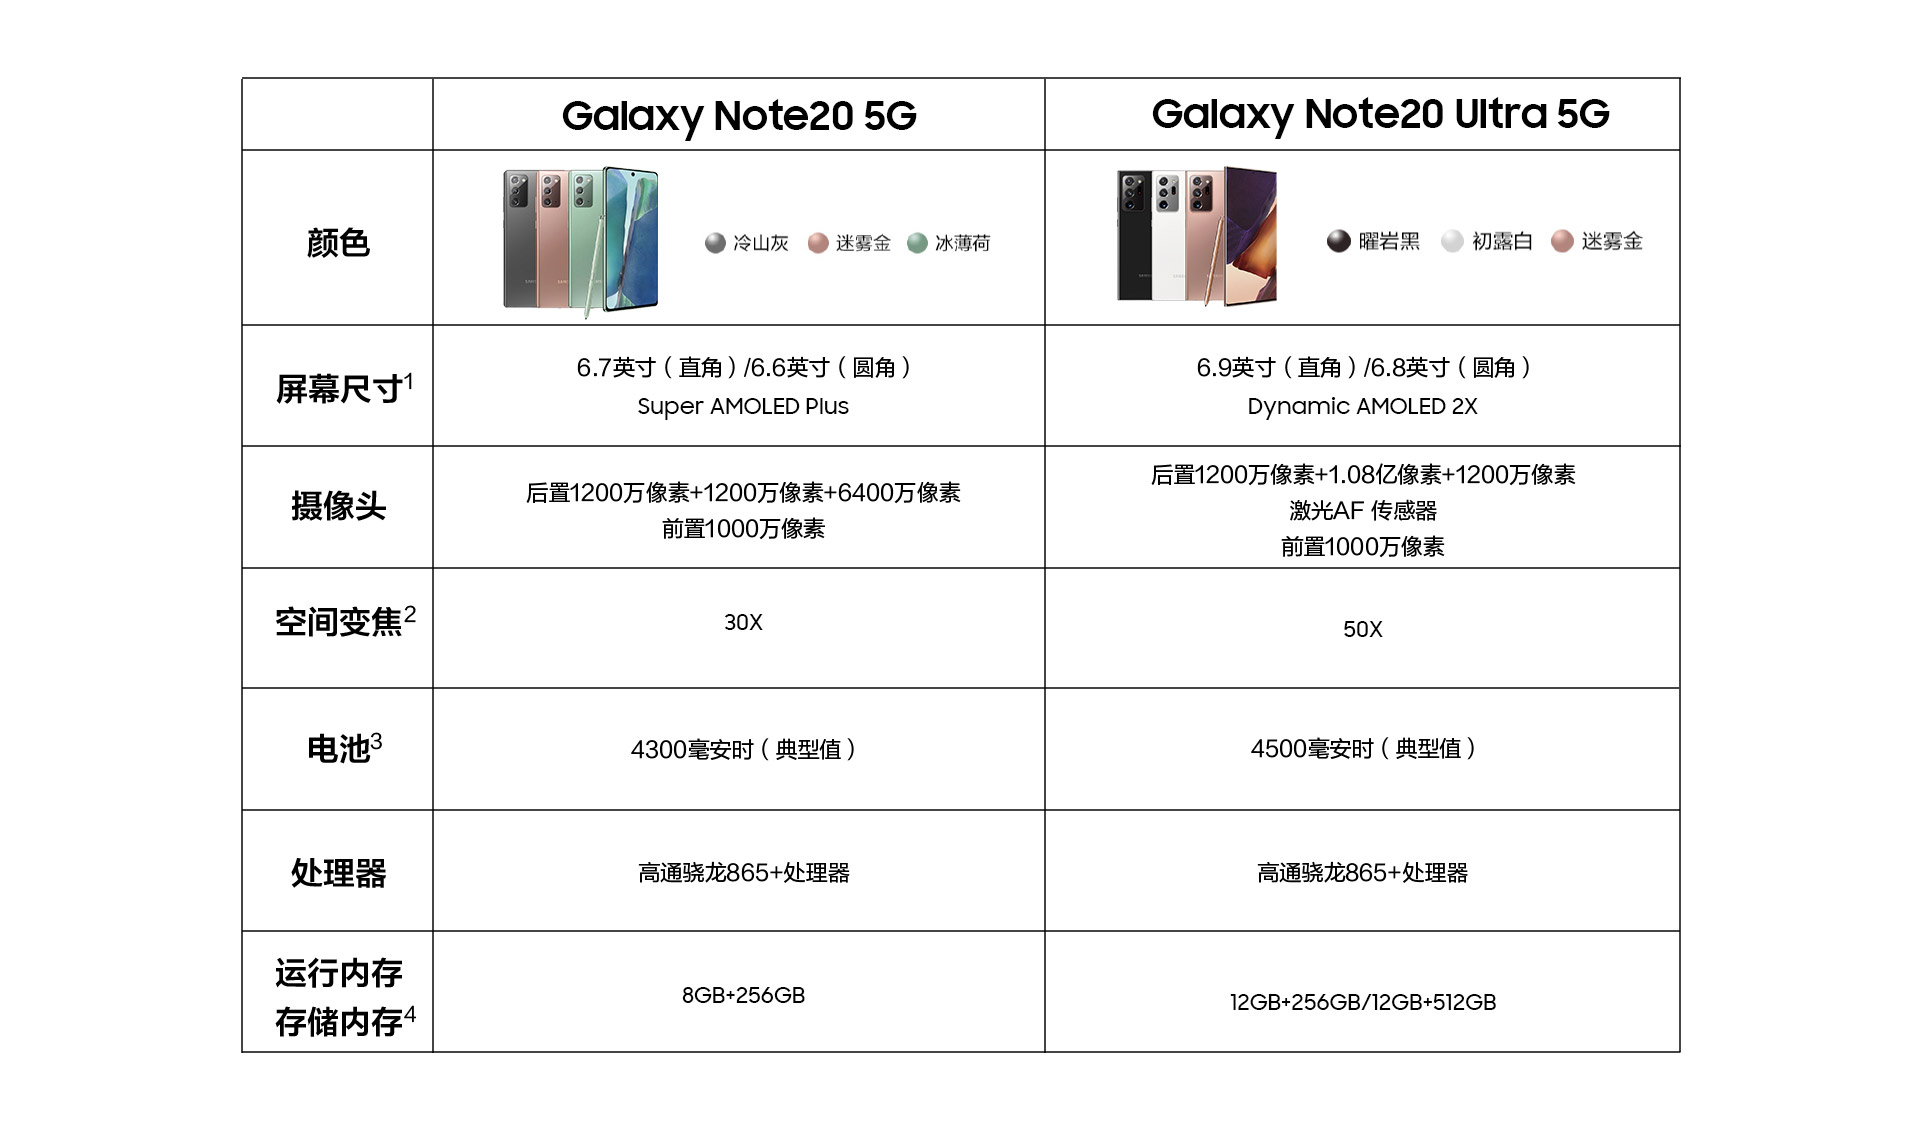 Galaxy Note20 5G
Galaxy Note20 Ultra 5G
颜色
冷山灰 迷雾金 冰薄荷
曜岩黑 初露白 迷雾金
屏幕尺寸1
6.7英寸（直角）/6.6英寸（圆角）
Super AMOLED Plus
6.9英寸（直角）/6.8英寸（圆角）
Dynamic AMOLED 2X
摄像头
后置1200万像素+1200万像素+6400万像素
前置1000万像素
后置1200万像素+1.08亿像素+1200万像素
激光AF 传感器
前置1000万像素
空间变焦2
30X
50X
电池3
4300毫安时（典型值）
4500毫安时（典型值）
处理器
高通骁龙865+处理器
高通骁龙865+处理器
运行内存
存储内存4
8GB+256GB
12GB+256GB/12GB+512GB